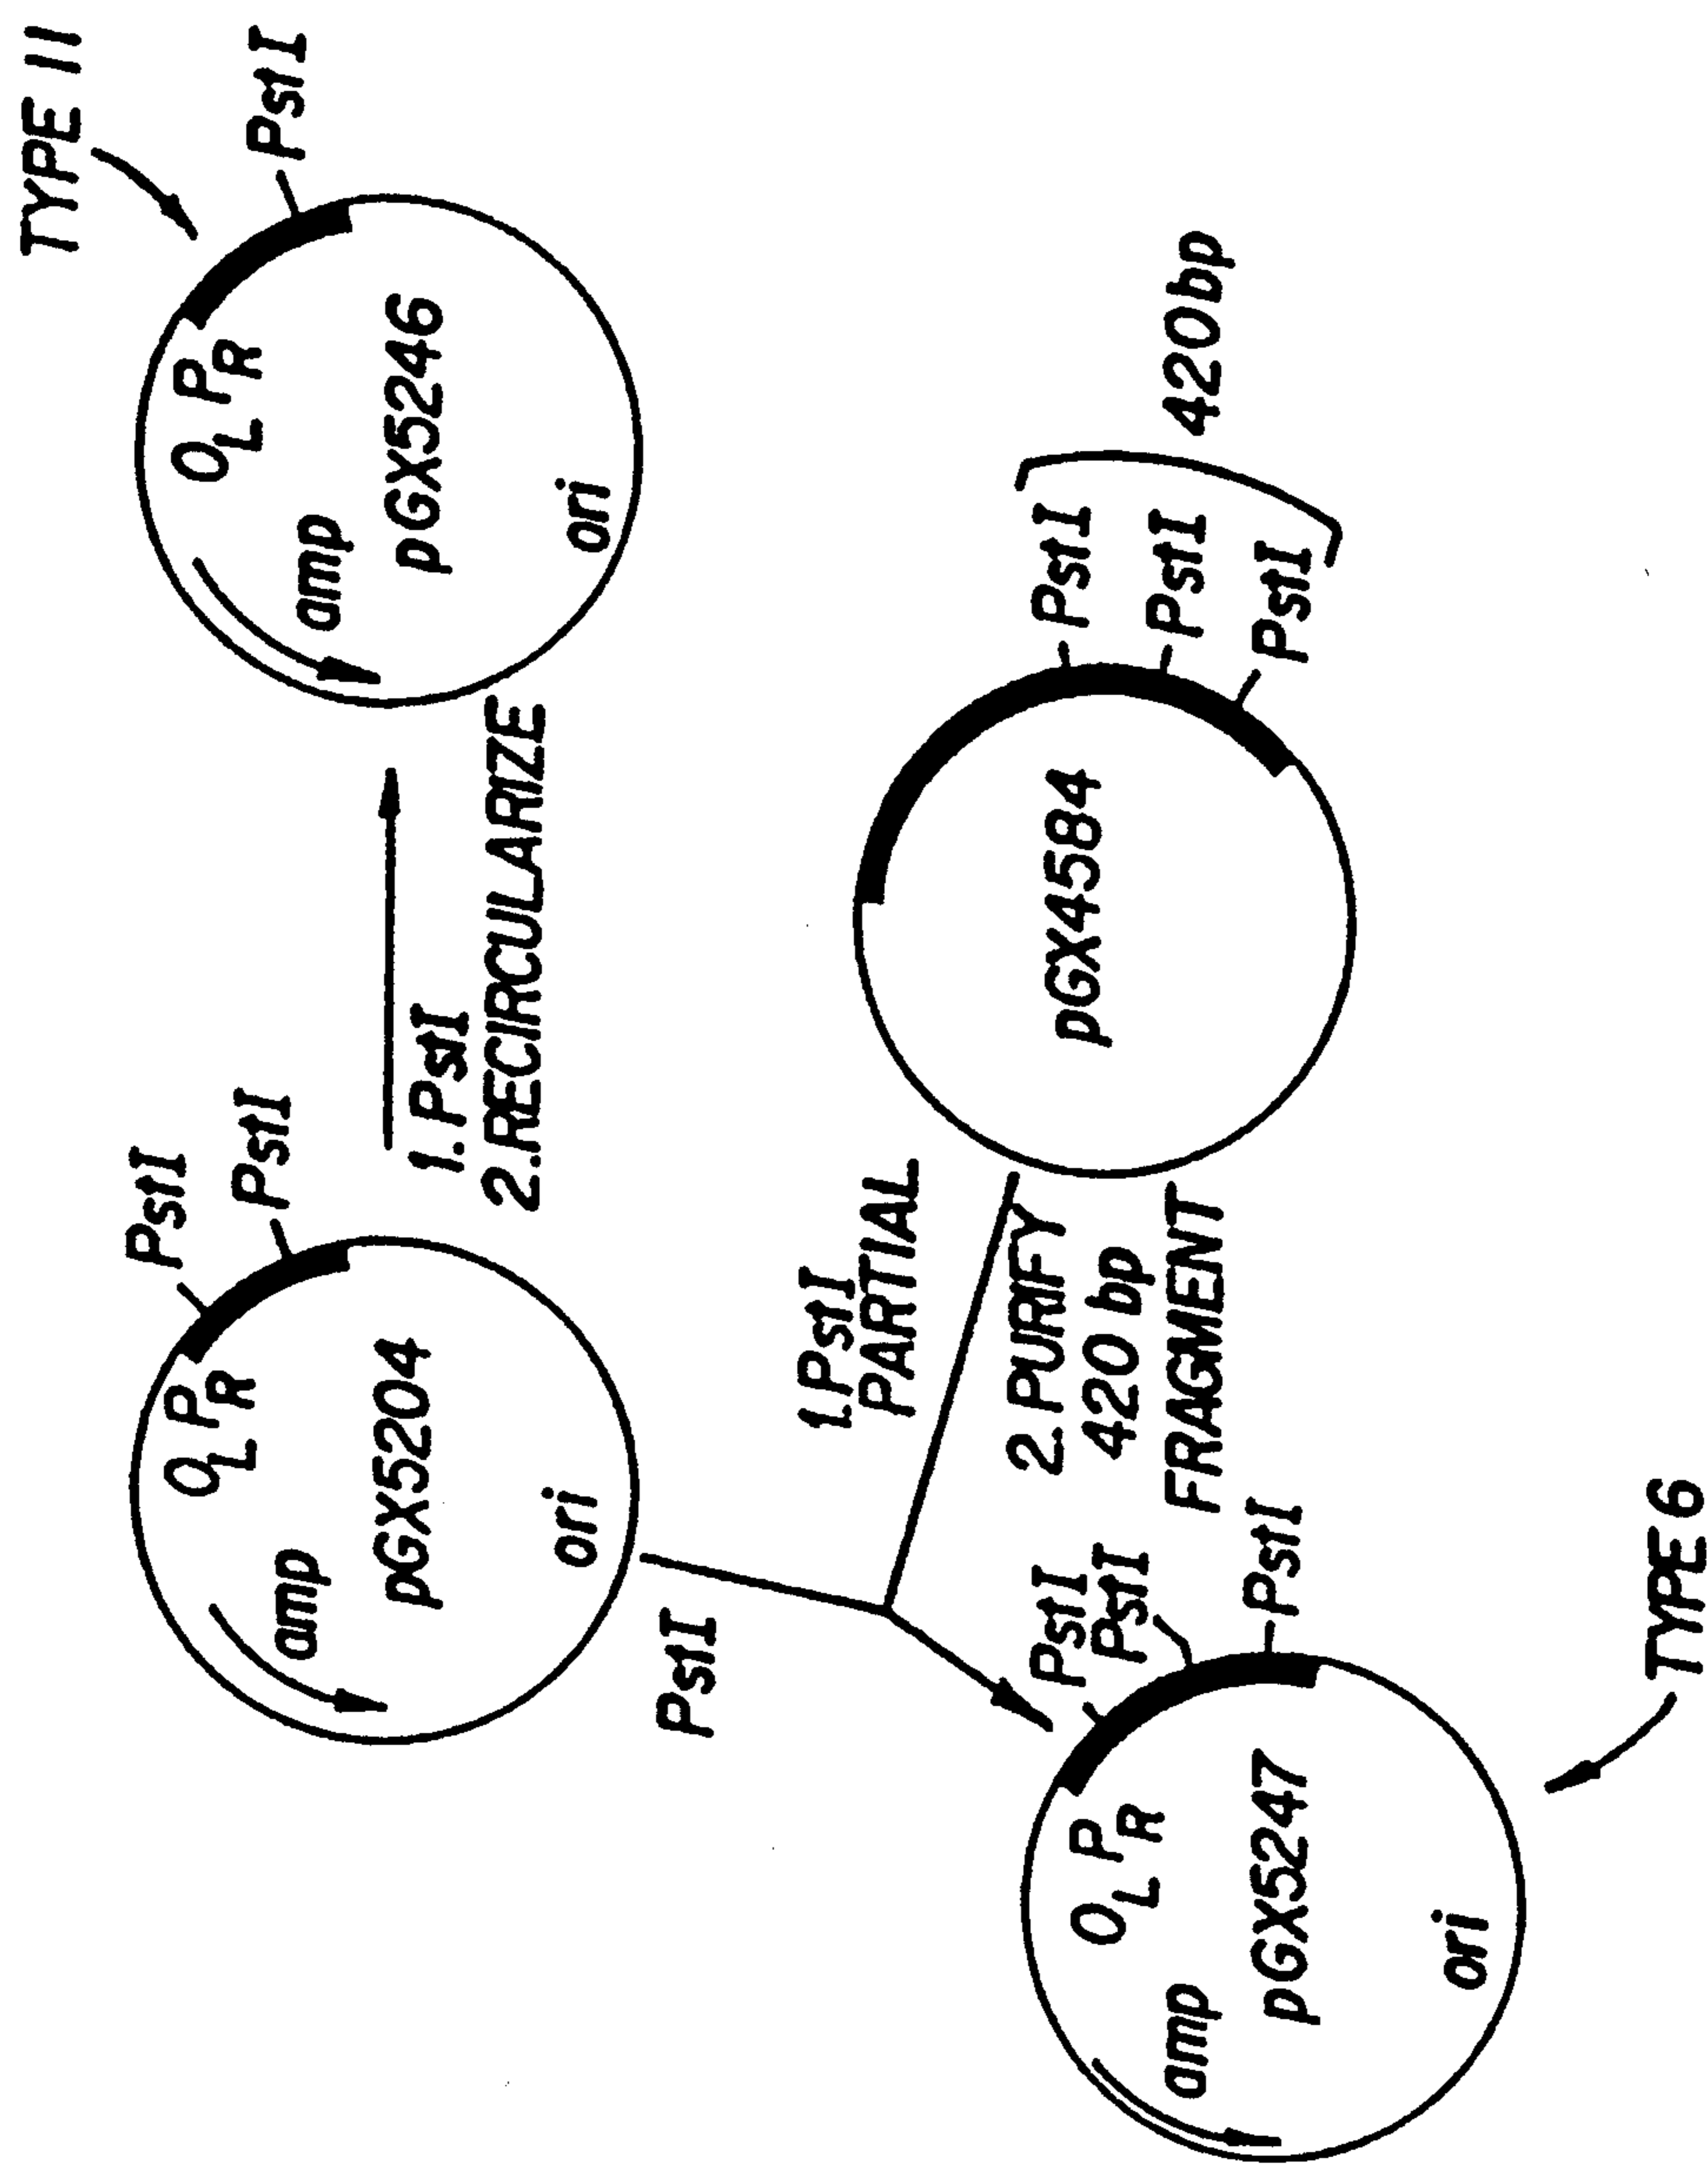 PstI
PstI
OL PR
amp
pGX5204
ori
1. PstI
2. RECIRCULARIZE
TYPE II
PstI
OL PR
amp
pGX5246
ori
PstI
1. PstI
PARTIAL
2. PURIFY
420 bp
FRAGMENT
pGX4584
PstI
PstI
PstI
420 bp
PstI
PstI
PstI
OL PR
amp
pGX5247
ori
TYPE 6